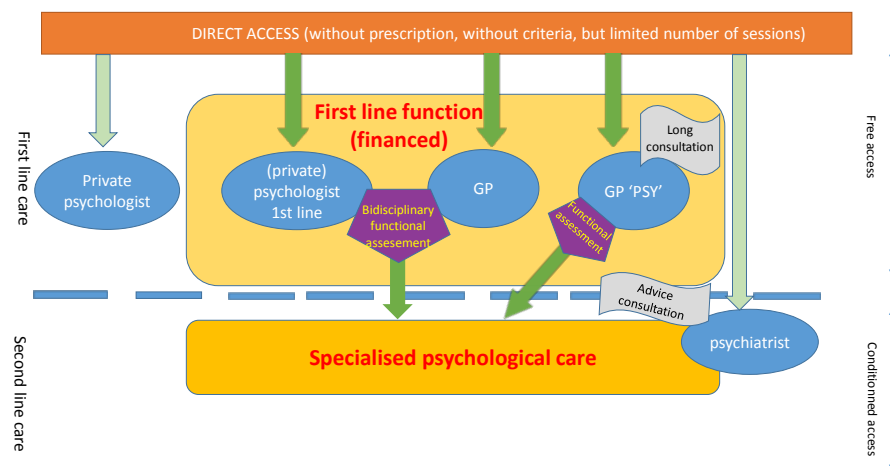 DIRECT ACCESS (without prescription, without criteria, but limited number of sessions)
First line care
Free access
First line function
(financed)
Long
consultation
Private
psychologist
(private)
psychologist
1st line
GP
GP ‘PSY’
Bidisciplinary
functional
assesement
Functional
assessment
Advice
consultation
psychiatrist
Specialised psychological care
Second line care
Conditionned access